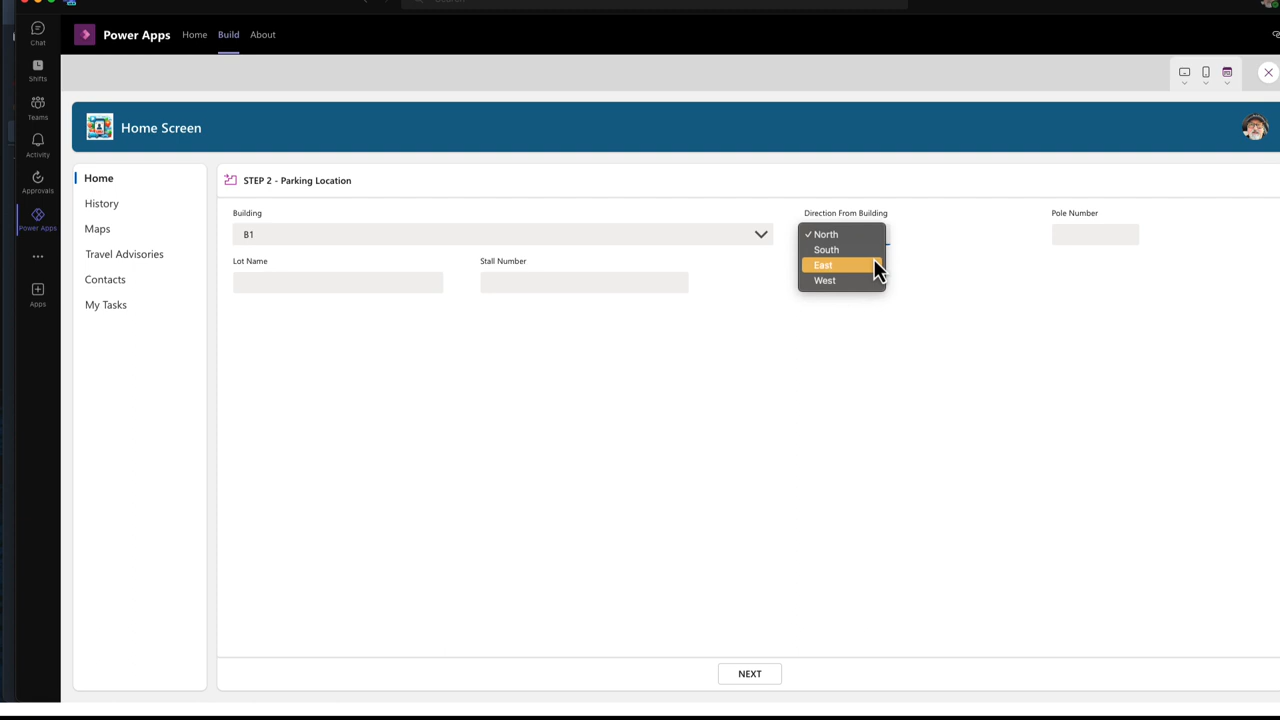 Search
Power Apps
Home
Build
About
Chat
Shifts
Teams
Activity
Approvals
Power Apps
Apps
Home Screen
Home
History
Maps
Travel Advisories
Contacts
My Tasks
STEP 2 - Parking Location
Building
Direction From Building
Pole Number
B1
✓ North
South
East
West
Lot Name
Stall Number
NEXT